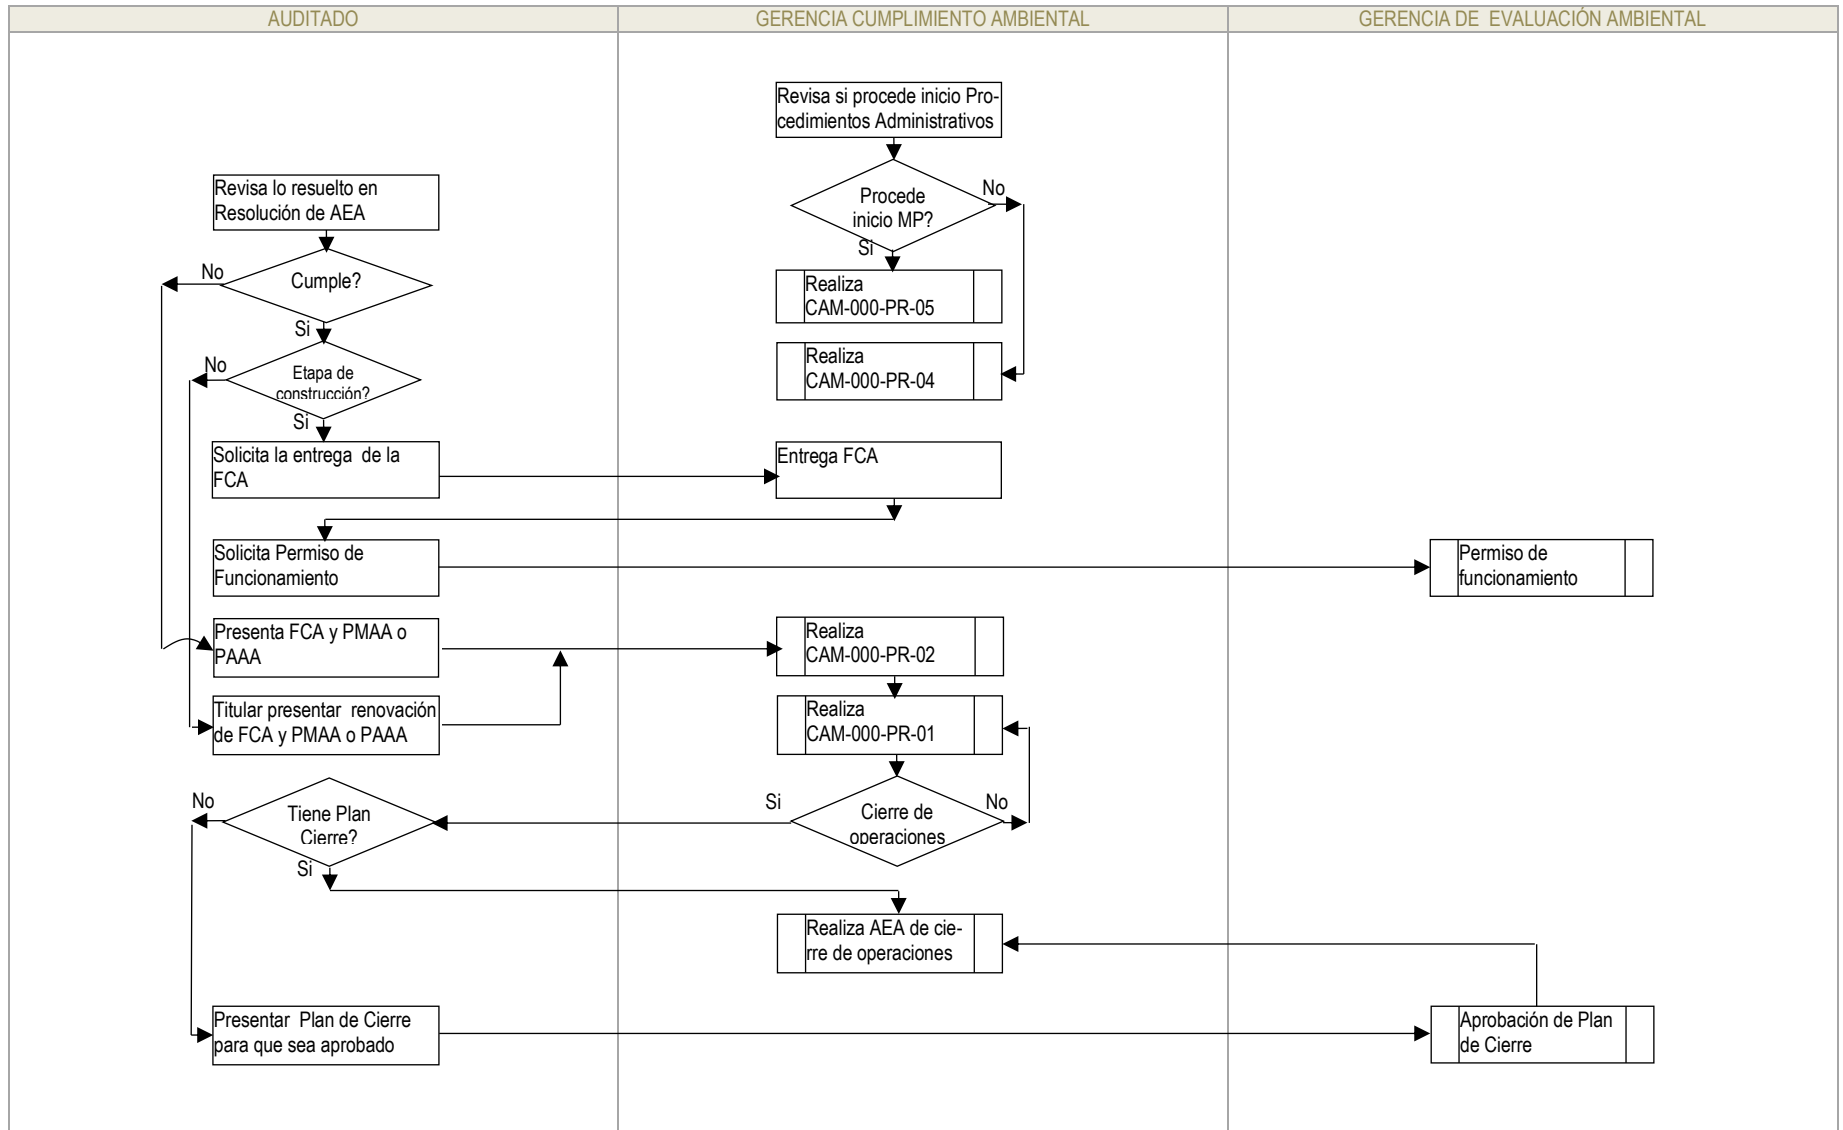 AUDITADO
GERENCIA CUMPLIMIENTO AMBIENTAL
GERENCIA DE EVALUACIÓN AMBIENTAL
Revisa si procede inicio Pro-
cedimientos Administrativos
Revisa lo resuelto en
Resolución de AEA
Procede
inicio MP?
No
Si
Cumple?
No
Si
Realiza
CAM-000-PR-05
Etapa de
construcción?
No
Si
Realiza
CAM-000-PR-04
Solicita la entrega de la
FCA
Entrega FCA
Solicita Permiso de
Funcionamiento
Permiso de
funcionamiento
Presenta FCA y PMAA o
PAAA
Realiza
CAM-000-PR-02
Titular presentar renovación
de FCA y PMAA o PAAA
Realiza
CAM-000-PR-01
No
Tiene Plan
Cierre?
Si
Si
Cierre de
operaciones
No
Realiza AEA de cie-
rre de operaciones
Presentar Plan de Cierre
para que sea aprobado
Aprobación de Plan
de Cierre